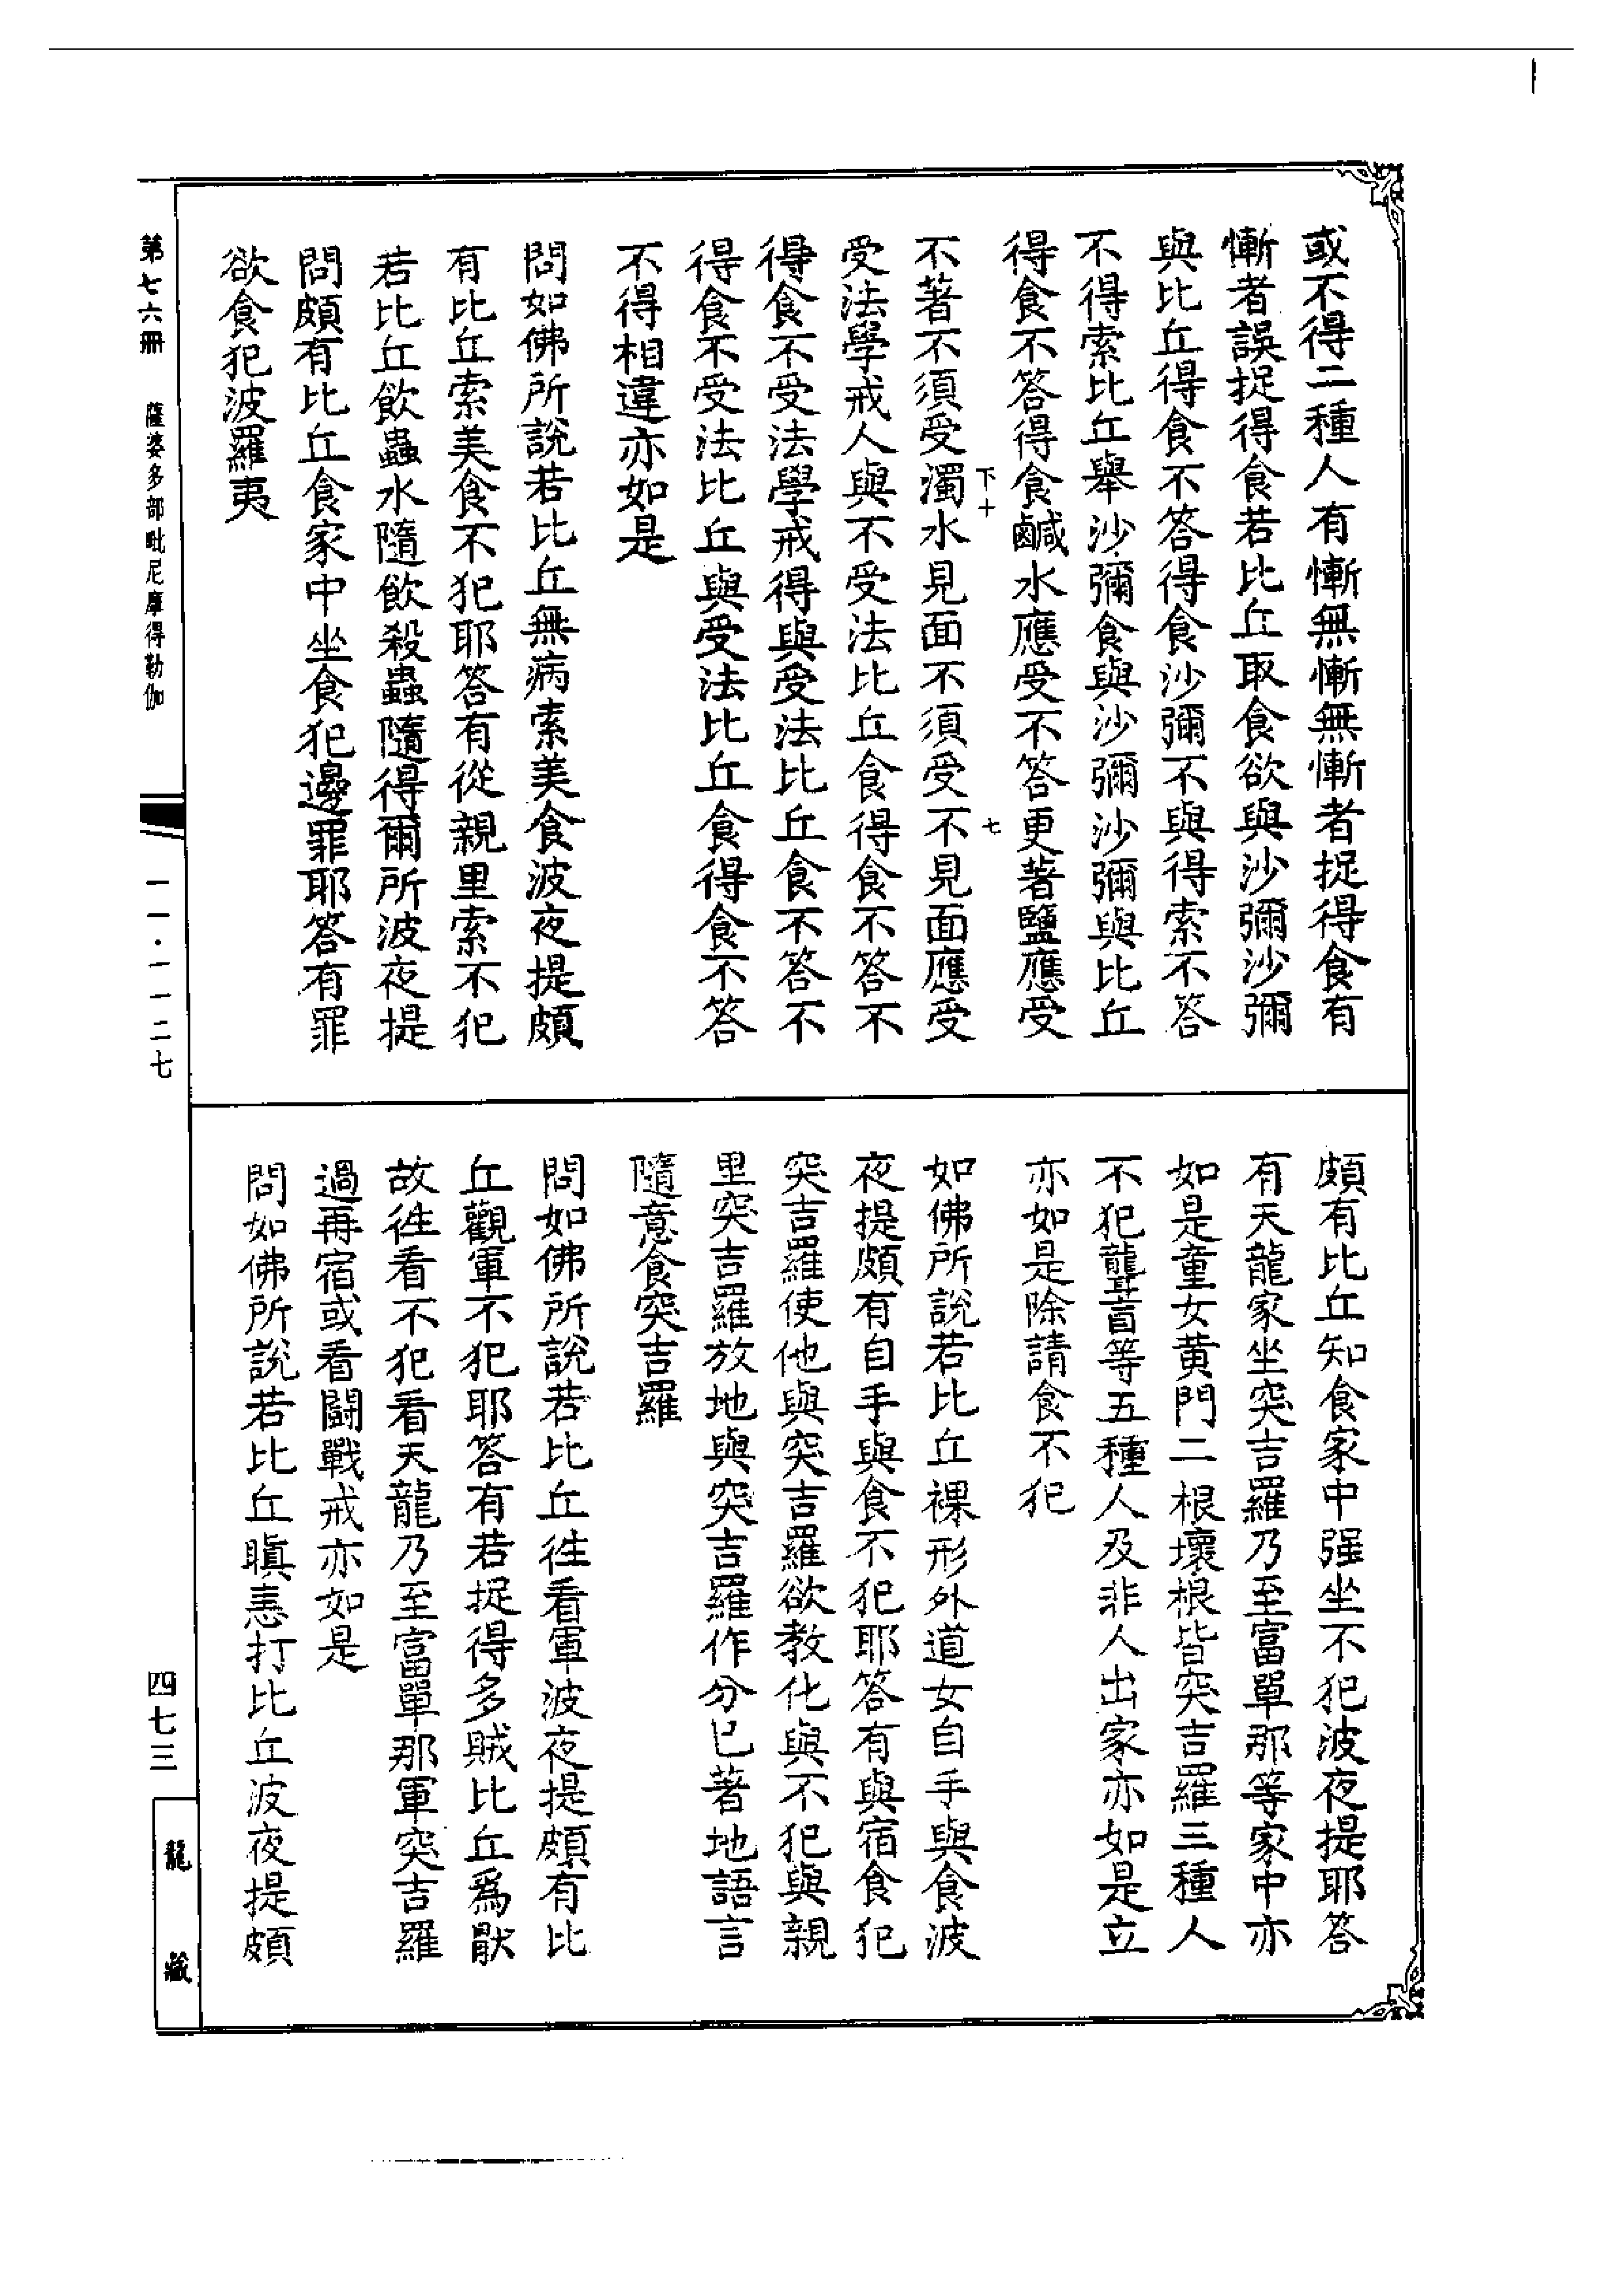 或不得二種人有慚無慚無慚者捉得食有
慚者誤捉得食若比丘取食欲與沙彌沙彌
與比丘得食不答得食沙彌不與得索不答
不得索比丘舉沙彌食與沙彌沙彌與比丘
得食不答得食鹹水應受不答更著鹽應受
下十
七
不著不須受濁水見面不須受不見面應受
受法學戒人與不受法比丘食得食不答不
得食不受法學戒得與受法比丘食不答不
得食不受法比丘與受法比丘食得食不答
不得相違亦如是
問如佛所說若比丘無病索美食波夜提頗
有比丘索美食不犯耶答有從親里索不犯
若比丘飲蟲水隨飲殺蟲隨得爾所波夜提
問頗有比丘食家中坐食犯邊罪耶答有罪
欲食犯波羅夷
頗有比丘知食家中强坐不犯波夜提耶答
有天龍家坐突吉羅乃至富單那等家中亦
如是童女黄門二根壞根皆突吉羅三種人
不犯聾盲等五種人及非人出家亦如是立
亦如是除請食不犯
如佛所說若比丘裸形外道女自手與食波
夜提頗有自手與食不犯耶答有與宿食犯
突吉羅使他與突吉羅欲教化與不犯與親
里突吉羅放地與突吉羅作分已著地語言
隨意食突吉羅
問如佛所說若比丘徃看軍波夜提頗有比
丘觀軍不犯耶答有若捉得多賊比丘爲厭
故徃看不犯看天龍乃至富單那軍突吉羅
過再宿或看鬪戰戒亦如是
問如佛所說若比丘瞋恚打比丘波夜提頗
第七六冊
薩婆多部毗尼摩得勒伽
一一·一一二七
四七三
龍藏